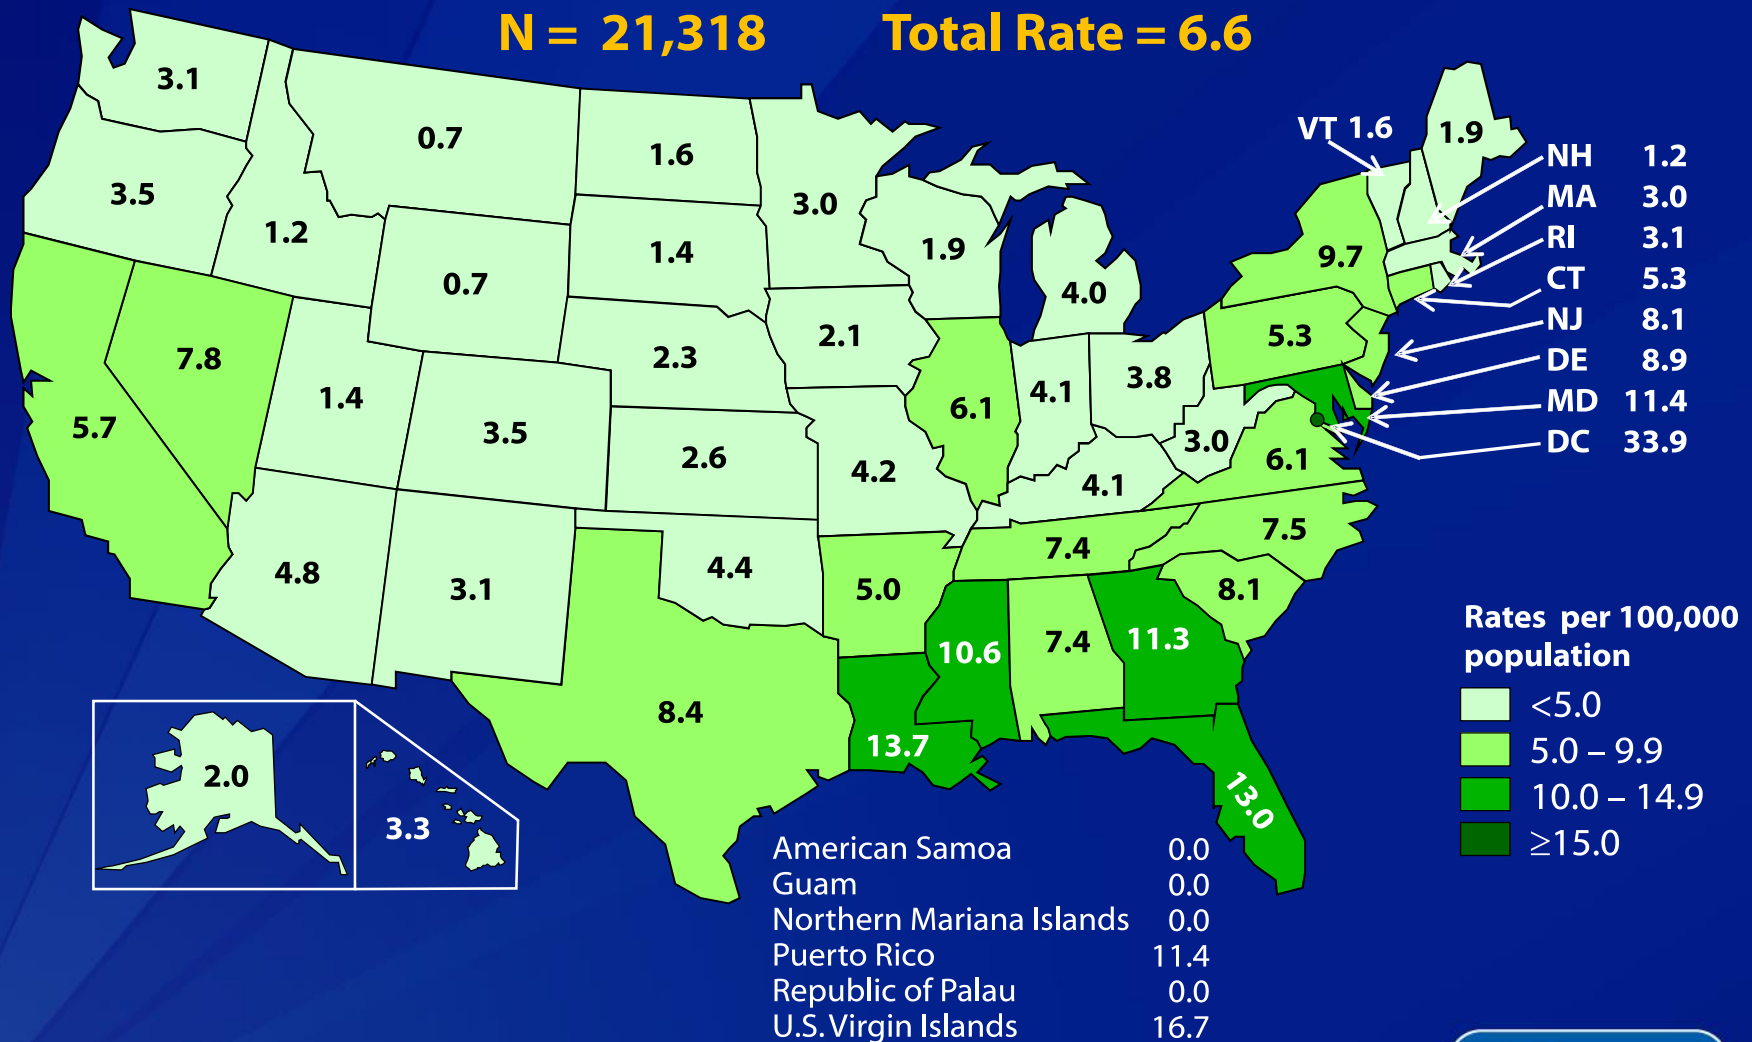 N = 21,318 Total Rate = 6.6
3.1
0.7
1.6
VT 1.6
1.9
NH 1.2
3.5
3.0
MA 3.0
1.2
RI 3.1
1.4
1.9
9.7
CT 5.3
0.7
4.0
NJ 8.1
7.8
2.3
2.1
5.3
DE 8.9
1.4
4.1
3.8
MD 11.4
5.7
3.5
6.1
3.0
DC 33.9
2.6
4.2
6.1
4.1
7.5
4.8
3.1
4.4
7.4
5.0
8.1
Rates per 100,000
population
10.6
7.4
11.3
<5.0
8.4
13.7
5.0 – 9.9
2.0
3.3
13.0
10.0 – 14.9
≥15.0
American Samoa 0.0
Guam 0.0
Northern Mariana Islands 0.0
Puerto Rico 11.4
Republic of Palau 0.0
U.S. Virgin Islands 16.7